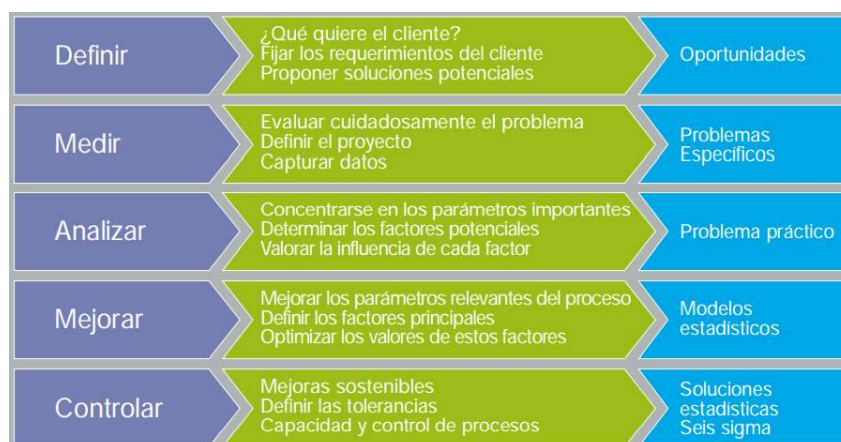 Definir
¿Qué quiere el cliente?
Fijar los requerimientos del cliente
Proponer soluciones potenciales
Oportunidades
Medir
Evaluar cuidadosamente el problema
Definir el proyecto
Capturar datos
Problemas
Específicos
Analizar
Concentrarse en los parámetros importantes
Determinar los factores potenciales
Valorar la influencia de cada factor
Problema práctico
Mejorar
Mejorar los parámetros relevantes del proceso
Definir los factores principales
Optimizar los valores de estos factores
Modelos
estadísticos
Controlar
Mejoras sostenibles
Definir las tolerancias
Capacidad y control de procesos
Soluciones
estadísticas
Seis sigma